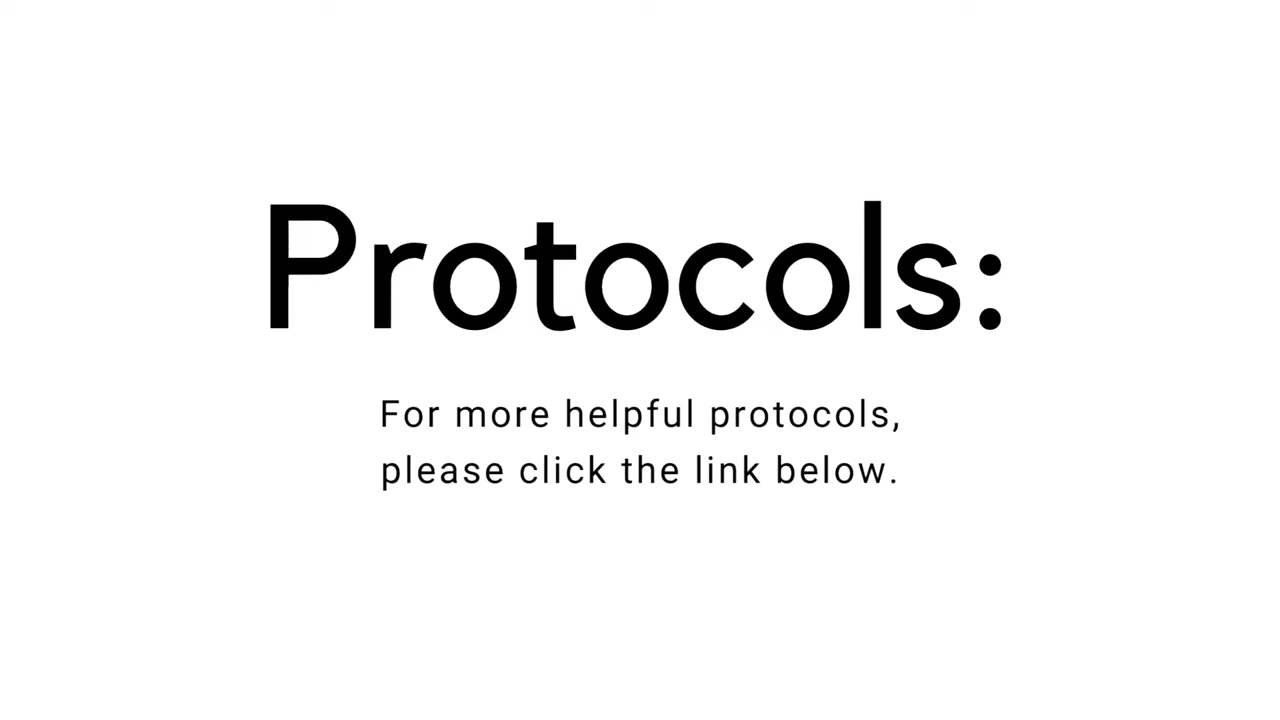 Protocols:
For more helpful protocols,
please click the link below.